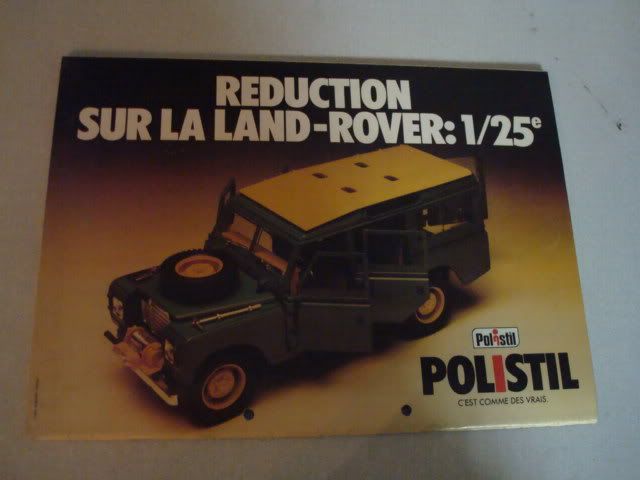 REDUCTION
SUR LA LAND-ROVER: 1/25e
Polistil
POLISTIL
C'EST COMME DES VRAIS.